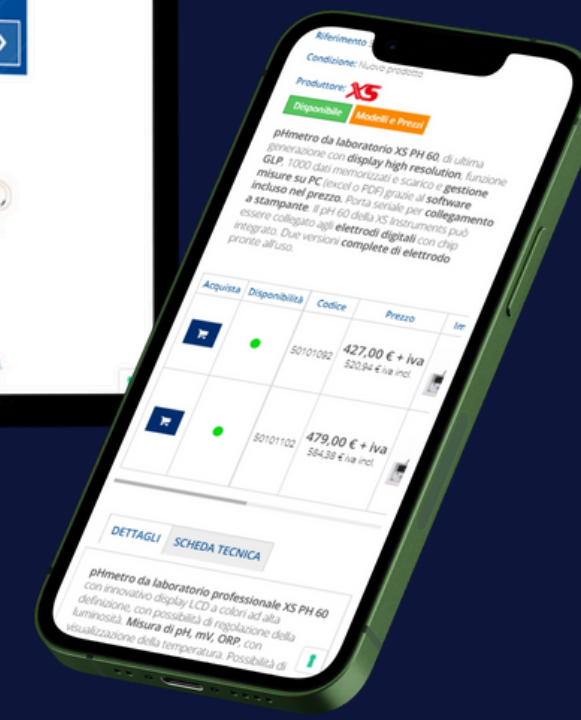 Riferimento
Condizione: Nuovo prodotto
Produttore: XS
Disponibile Modelli e Prezzi
pHmetro da laboratorio XS PH 60, di ultima
generazione con display high resolution, funzione
GLP, 1000 dati memorizzati e scarico e gestione
misure su PC (excel o PDF) grazie al software
incluso nel prezzo. Porta seriale per collegamento
a stampante. Il pH 60 della XS Instruments può
essere collegato agli elettrodi digitali con chip
integrato. Due versioni complete di elettrodo
pronte all'uso.
Acquista Disponibilità Codice Prezzo Im
50101092 427,00 € + iva
520,94 € iva incl.
50101102 479,00 € + iva
584,38 € iva incl.
DETTAGLI SCHEDA TECNICA
pHmetro da laboratorio professionale XS PH 60
con innovativo display LCD a colori ad alta
definizione, con possibilità di regolazione della
luminosità. Misura di pH, mV, ORP, con
visualizzazione della temperatura. Possibilità di